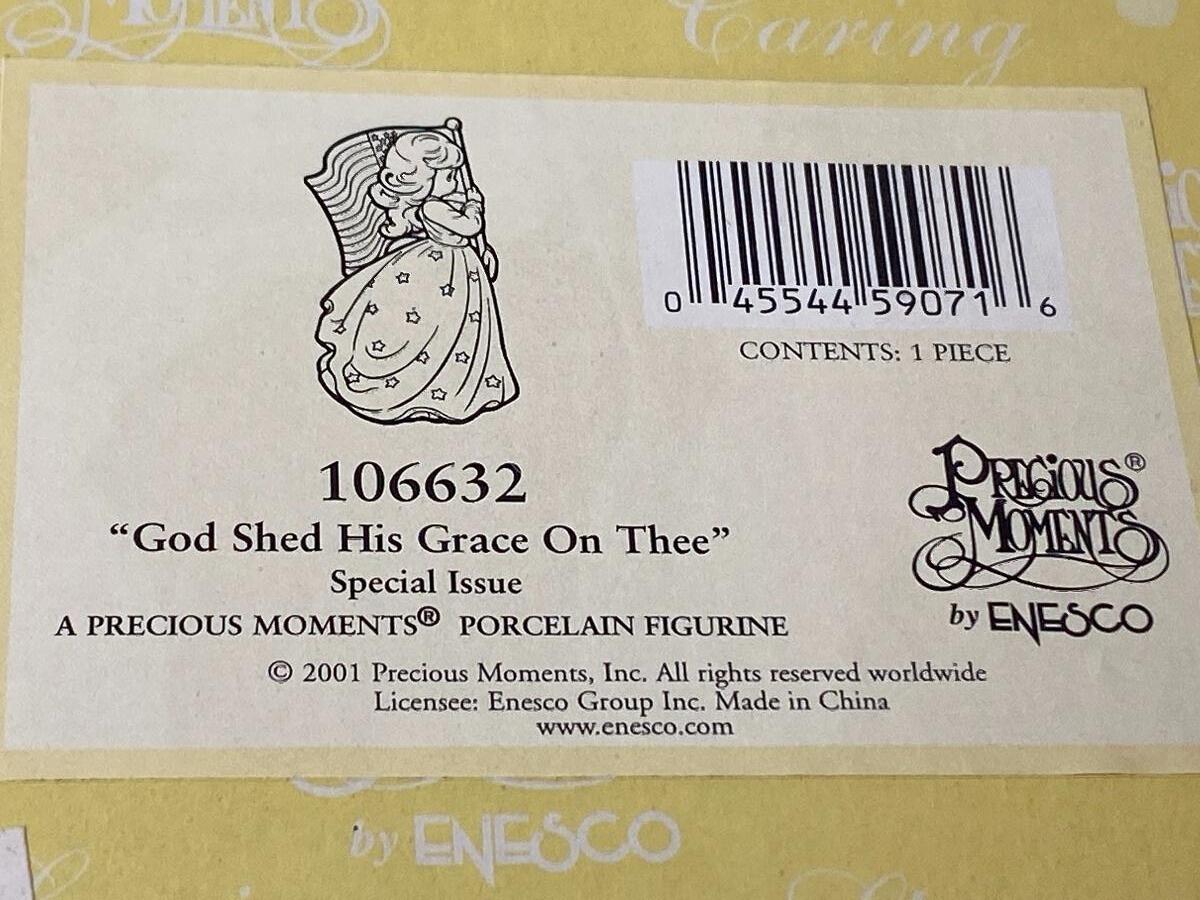 MOMENTS
Caring
0 45544 59071 6
CONTENTS: 1 PIECE
106632
“God Shed His Grace On Thee”
Special Issue
A PRECIOUS MOMENTS® PORCELAIN FIGURINE
PRECIOUS®
MOMENTS
by ENESCO
© 2001 Precious Moments, Inc. All rights reserved worldwide
Licensee: Enesco Group Inc. Made in China
www.enesco.com
by ENESCO